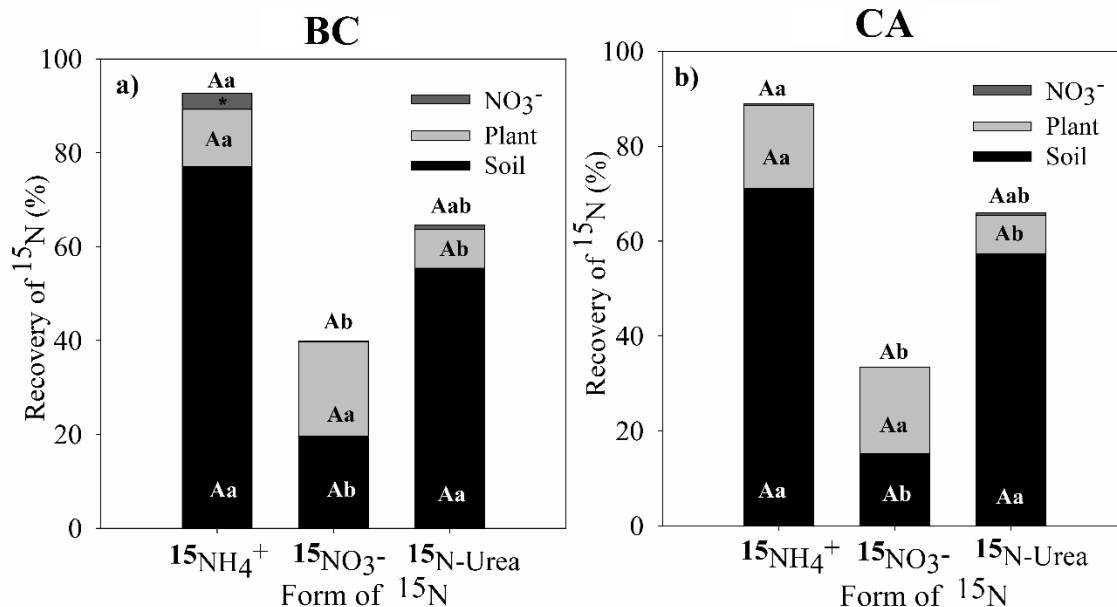 BC
a)
100
80
60
40
20
0
Recovery of ¹⁵N (%)
NO₃⁻
Plant
Soil
Aa
*
Aa
Aa
Ab
Aa
Ab
Aab
Ab
Aa
¹⁵NH₄⁺ ¹⁵NO₃- ¹⁵N-Urea
Form of ¹⁵N
CA
b)
100
80
60
40
20
0
Recovery of ¹⁵N (%)
NO₃⁻
Plant
Soil
Aa
Aa
Aa
Ab
Aa
Ab
Aab
Ab
Aa
¹⁵NH₄⁺ ¹⁵NO₃- ¹⁵N-Urea
Form of ¹⁵N